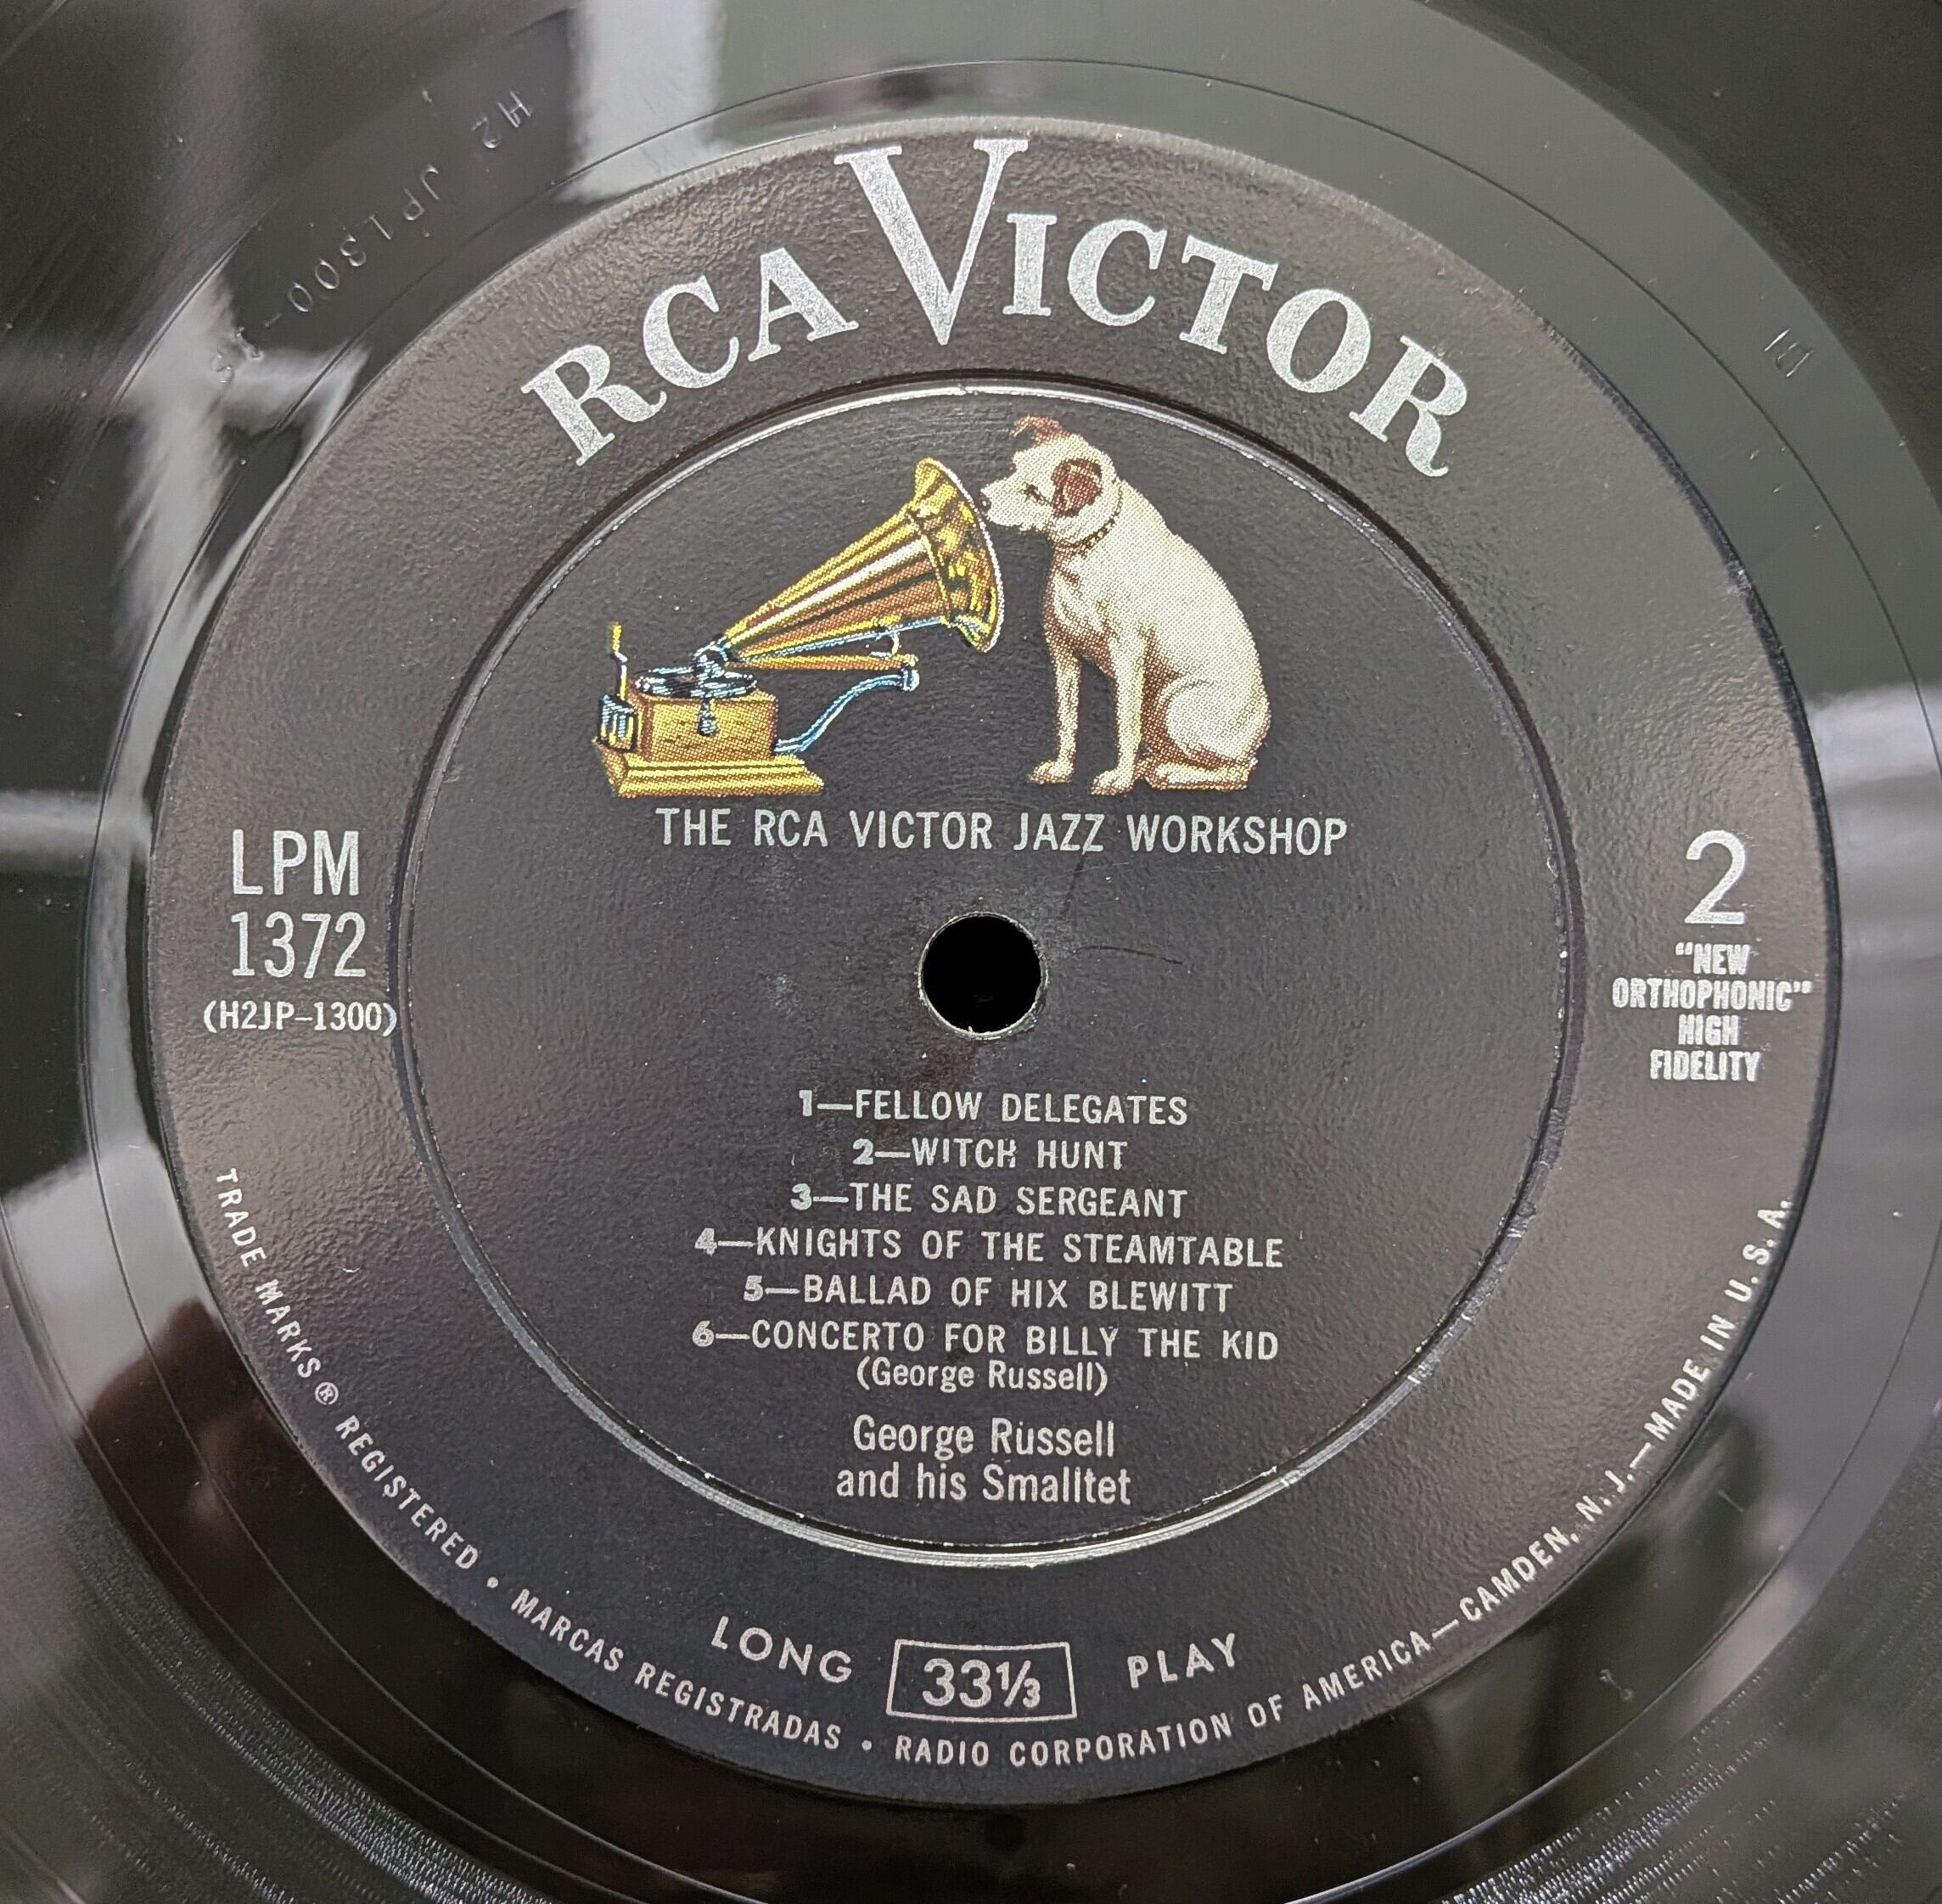 H2 JP1300-
RCA VICTOR
THE RCA VICTOR JAZZ WORKSHOP
LPM
1372
(H2JP-1300)
2
"NEW
ORTHOPHONIC"
HIGH
FIDELITY
1—FELLOW DELEGATES
2—WITCH HUNT
3—THE SAD SERGEANT
4—KNIGHTS OF THE STEAMTABLE
5—BALLAD OF HIX BLEWITT
6—CONCERTO FOR BILLY THE KID
(George Russell)
George Russell
and his Smalltet
LONG 33⅓ PLAY
TRADE MARKS ® REGISTERED • MARCAS REGISTRADAS • RADIO CORPORATION OF AMERICA—CAMDEN, N. J.—MADE IN U. S. A.